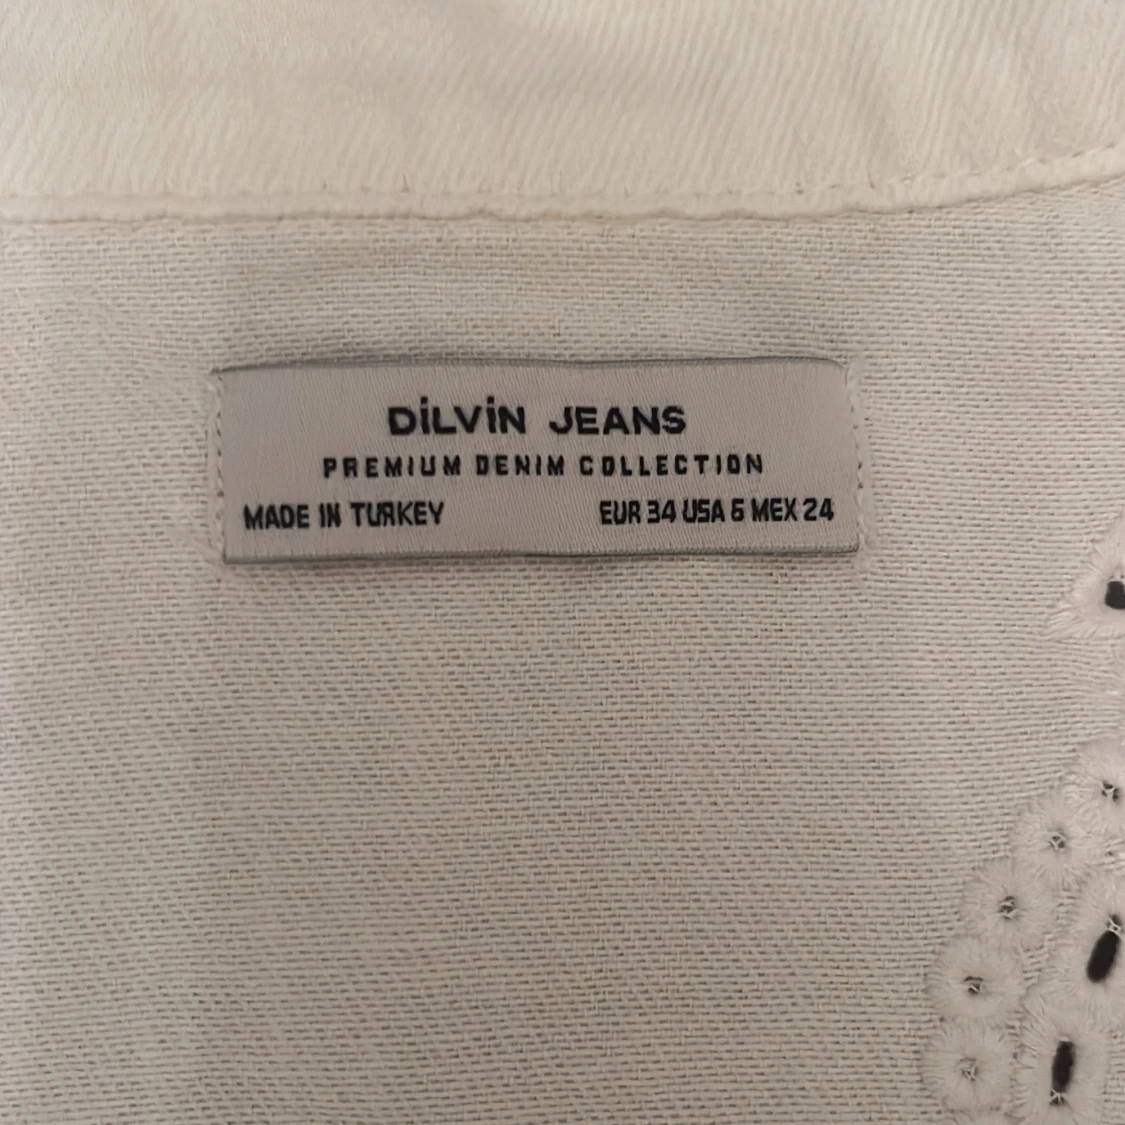 DİLVİN JEANS
PREMIUM DENIM COLLECTION
MADE IN TURKEY EUR 34 USA 6 MEX 24